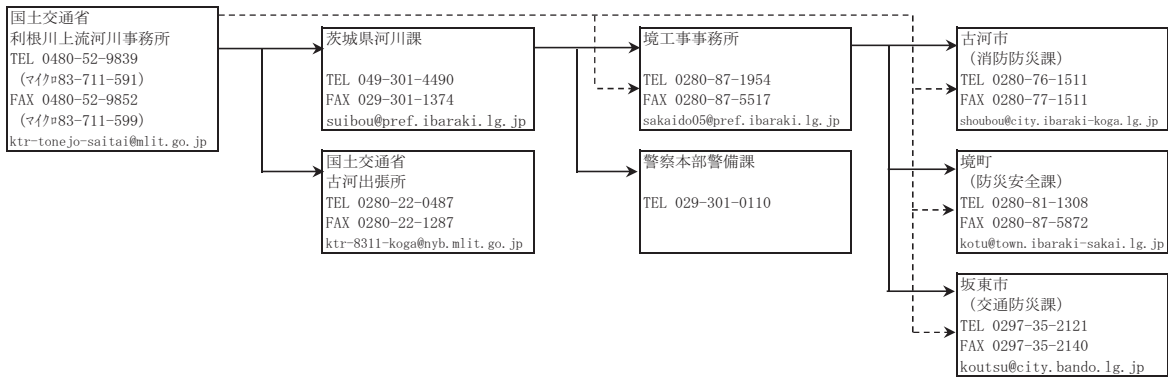 国土交通省
利根川上流河川事務所
TEL 0480-52-9839
（ﾏｲｸﾛ83-711-591）
FAX 0480-52-9852
（ﾏｲｸﾛ83-711-599）
ktr-tonejo-saitai@mlit.go.jp
茨城県河川課
TEL 049-301-4490
FAX 029-301-1374
suibou@pref.ibaraki.lg.jp
国土交通省
古河出張所
TEL 0280-22-0487
FAX 0280-22-1287
ktr-8311-koga@nyb.mlit.go.jp
境工事事務所
TEL 0280-87-1954
FAX 0280-87-5517
sakaido05@pref.ibaraki.lg.jp
警察本部警備課
TEL 029-301-0110
古河市
（消防防災課）
TEL 0280-76-1511
FAX 0280-77-1511
shoubou@city.ibaraki-koga.lg.jp
境町
（防災安全課）
TEL 0280-81-1308
FAX 0280-87-5872
kotu@town.ibaraki-sakai.lg.jp
坂東市
（交通防災課）
TEL 0297-35-2121
FAX 0297-35-2140
koutsu@city.bando.lg.jp